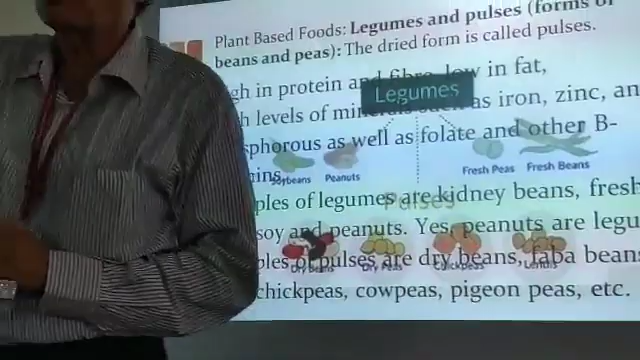 Plant Based Foods: Legumes and pulses (forms of
beans and peas): The dried form is called pulses.
gh in protein and fibre, low in fat,
h levels of minerals such as iron, zinc, an
Legumes
sphorous as well as folate and other B-
mins
Soybeans Peanuts Fresh Peas Fresh Beans
ples of legumes are kidney beans, fresh
Pulses
soy and peanuts. Yes, peanuts are legu
ples of pulses are dry beans, faba bean
Dry Beans Dry Peas Chickpeas Lentils
chickpeas, cowpeas, pigeon peas, etc.